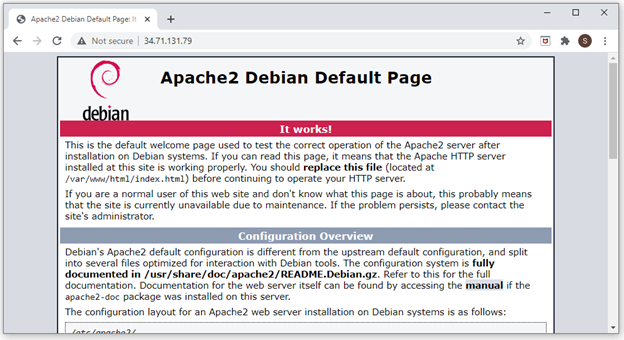 Apache2 Debian Default Page: It
Not secure | 34.71.131.79
S
debian
Apache2 Debian Default Page
It works!
This is the default welcome page used to test the correct operation of the Apache2 server after
installation on Debian systems. If you can read this page, it means that the Apache HTTP server
installed at this site is working properly. You should replace this file (located at
/var/www/html/index.html) before continuing to operate your HTTP server.
If you are a normal user of this web site and don't know what this page is about, this probably means
that the site is currently unavailable due to maintenance. If the problem persists, please contact the
site's administrator.
Configuration Overview
Debian's Apache2 default configuration is different from the upstream default configuration, and split
into several files optimized for interaction with Debian tools. The configuration system is fully
documented in /usr/share/doc/apache2/README.Debian.gz. Refer to this for the full
documentation. Documentation for the web server itself can be found by accessing the manual if the
apache2-doc package was installed on this server.
The configuration layout for an Apache2 web server installation on Debian systems is as follows:
/etc/apache2/